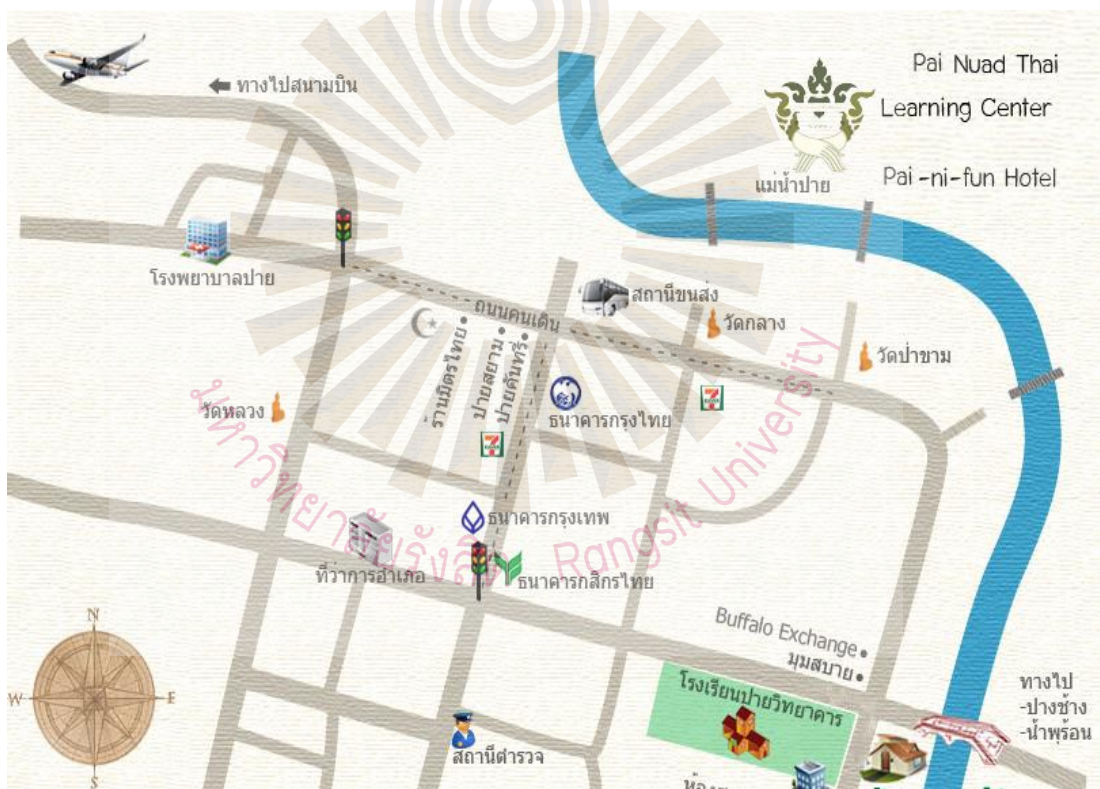 Pai Nuad Thai
Learning Center
Pai-ni-fun Hotel
ทางไปสนามบิน
แม่น้ำปาย
โรงพยาบาลปาย
ถนนคนเดิน
สถานีขนส่ง
วัดกลาง
วัดป่าขาม
ร้านมิตรไทย
ปายสยาม
ปายคันทรี่
วัดหลวง
ธนาคารกรุงไทย
ธนาคารกรุงเทพ
ที่ว่าการอำเภอ
ธนาคารกสิกรไทย
มหาวิทยาลัยรังสิต Rangsit University
Buffalo Exchange
มุมสบาย
โรงเรียนปายวิทยาคาร
สถานีตำรวจ
ทางไป
-ปางช้าง
-น้ำพุร้อน
N
W
E
S